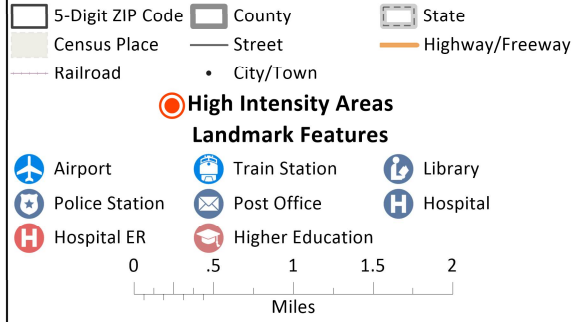 5-Digit ZIP Code County State
Census Place Street Highway/Freeway
Railroad City/Town
High Intensity Areas
Landmark Features
Airport Train Station Library
Police Station Post Office H Hospital
H Hospital ER Higher Education
0 .5 1 1.5 2
Miles